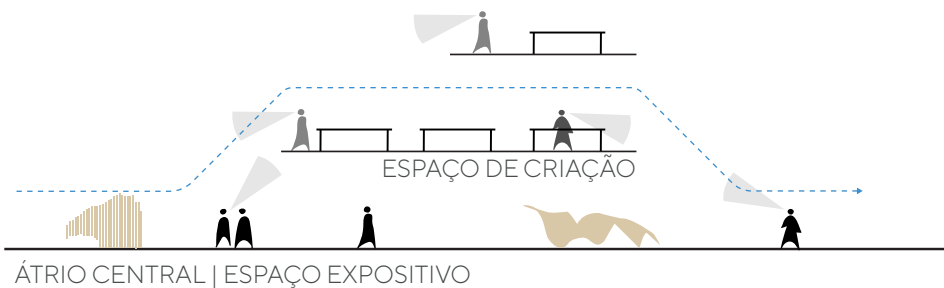 ESPAÇO DE CRIAÇÃO
ÁTRIO CENTRAL | ESPAÇO EXPOSITIVO